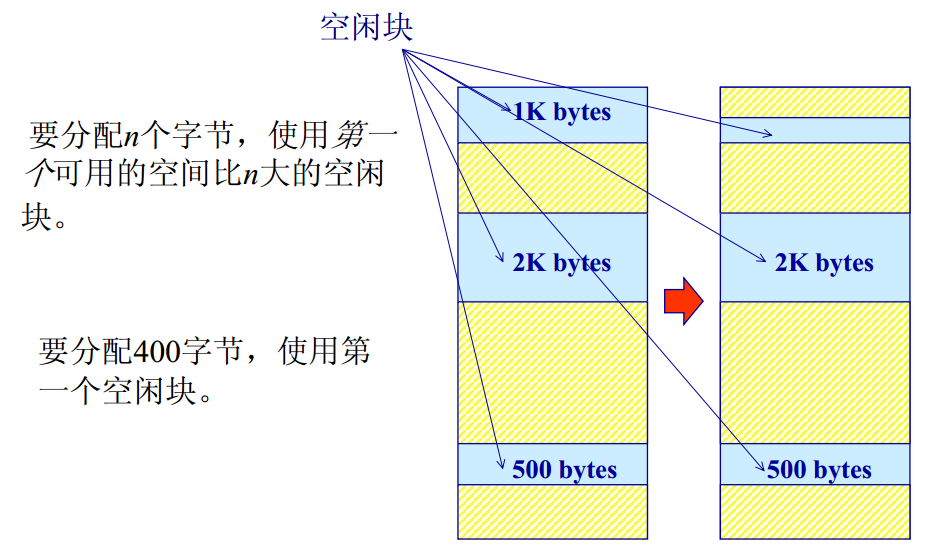 空闲块
要分配n个字节，使用第一
个可用的空间比n大的空闲
块。
要分配400字节，使用第
一个空闲块。
1K bytes
2K bytes
500 bytes
2K bytes
500 bytes